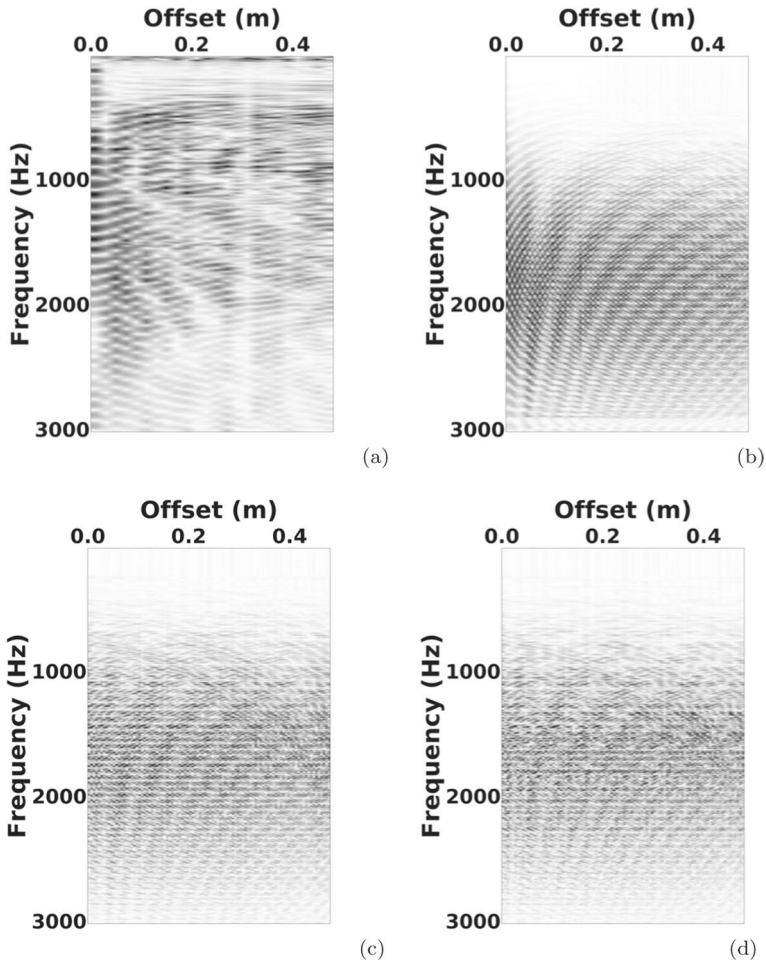 Offset (m)
0.0 0.2 0.4
Frequency (Hz)
1000
2000
3000
(a)
Offset (m)
0.0 0.2 0.4
Frequency (Hz)
1000
2000
3000
(b)
Offset (m)
0.0 0.2 0.4
Frequency (Hz)
1000
2000
3000
(c)
Offset (m)
0.0 0.2 0.4
Frequency (Hz)
1000
2000
3000
(d)